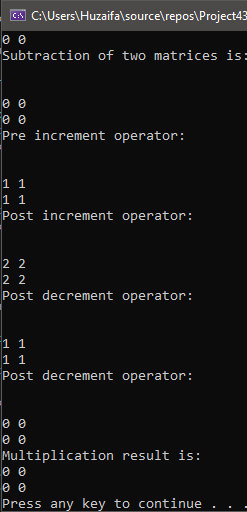 C:\Users\Huzaifa\source\repos\Project43
0 0
Subtraction of two matrices is:
0 0
0 0
Pre increment operator:
1 1
1 1
Post increment operator:
2 2
2 2
Post decrement operator:
1 1
1 1
Post decrement operator:
0 0
0 0
Multiplication result is:
0 0
0 0
Press any key to continue . . .